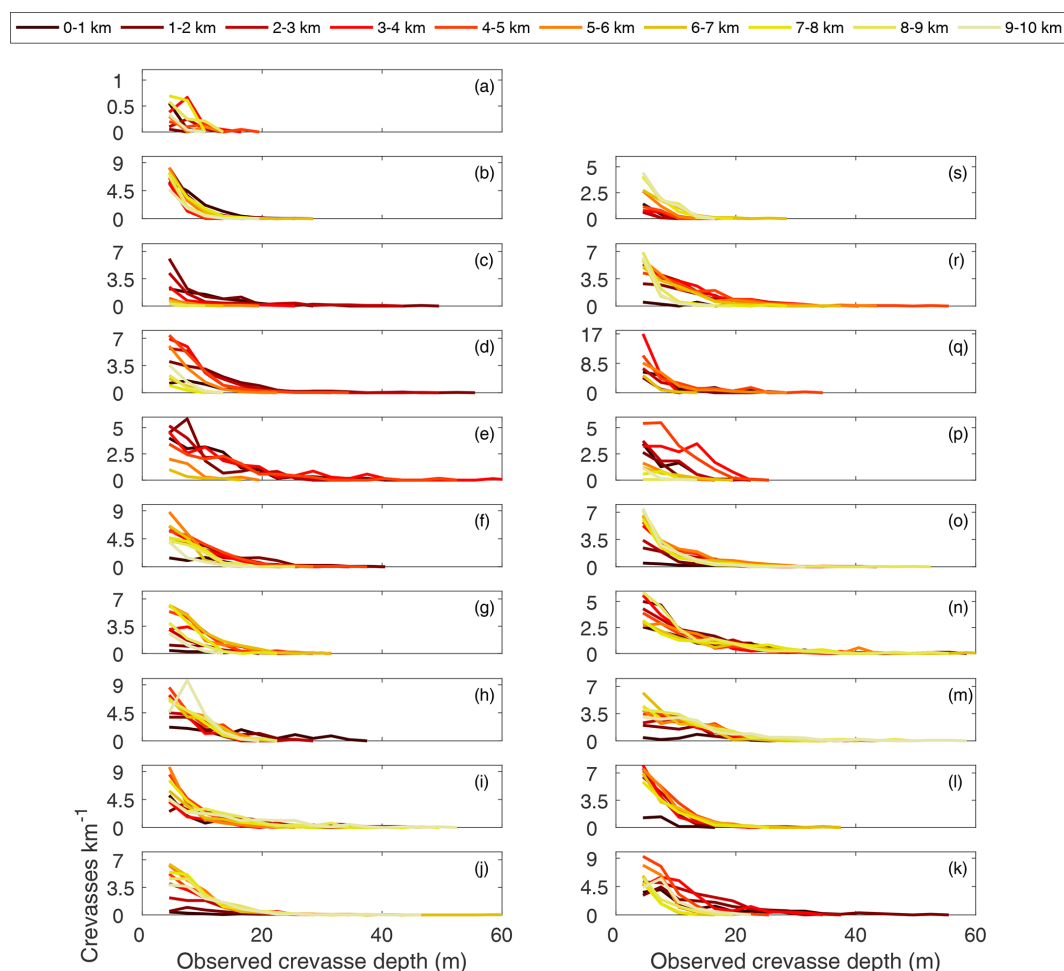 0-1 km 1-2 km 2-3 km 3-4 km 4-5 km 5-6 km 6-7 km 7-8 km 8-9 km 9-10 km
1
0.5
0
(a)
9
4.5
0
(b)
5
2.5
0
(s)
7
3.5
0
(c)
7
3.5
0
(r)
7
3.5
0
(d)
17
8.5
0
(q)
5
2.5
0
(e)
5
2.5
0
(p)
9
4.5
0
(f)
7
3.5
0
(o)
7
3.5
0
(g)
5
2.5
0
(n)
9
4.5
0
(h)
7
3.5
0
(m)
9
4.5
0
(i)
7
3.5
0
(l)
7
3.5
0
(j)
9
4.5
0
(k)
0 20 40 60
0 20 40 60
Crevasses km-1
Observed crevasse depth (m)
Observed crevasse depth (m)